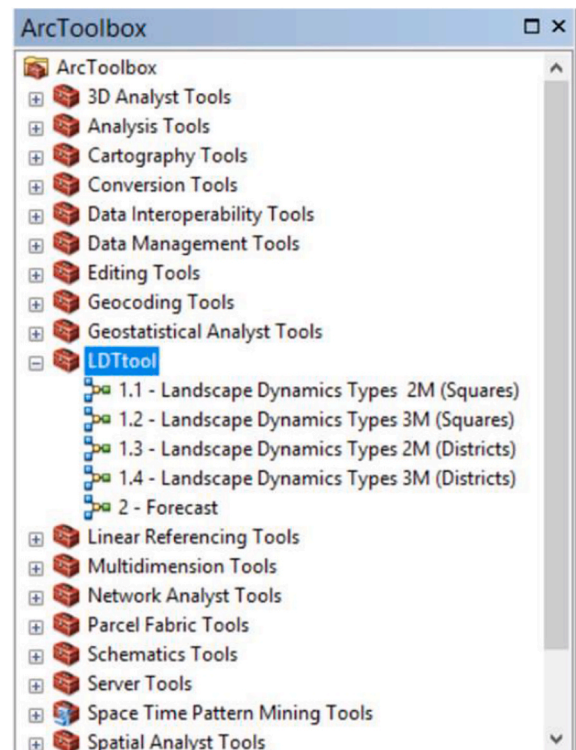 ArcToolbox
ArcToolbox
3D Analyst Tools
Analysis Tools
Cartography Tools
Conversion Tools
Data Interoperability Tools
Data Management Tools
Editing Tools
Geocoding Tools
Geostatistical Analyst Tools
LDTtool
1.1 - Landscape Dynamics Types  2M (Squares)
1.2 - Landscape Dynamics Types 3M (Squares)
1.3 - Landscape Dynamics Types 2M (Districts)
1.4 - Landscape Dynamics Types 3M (Districts)
2 - Forecast
Linear Referencing Tools
Multidimension Tools
Network Analyst Tools
Parcel Fabric Tools
Schematics Tools
Server Tools
Space Time Pattern Mining Tools
Spatial Analyst Tools